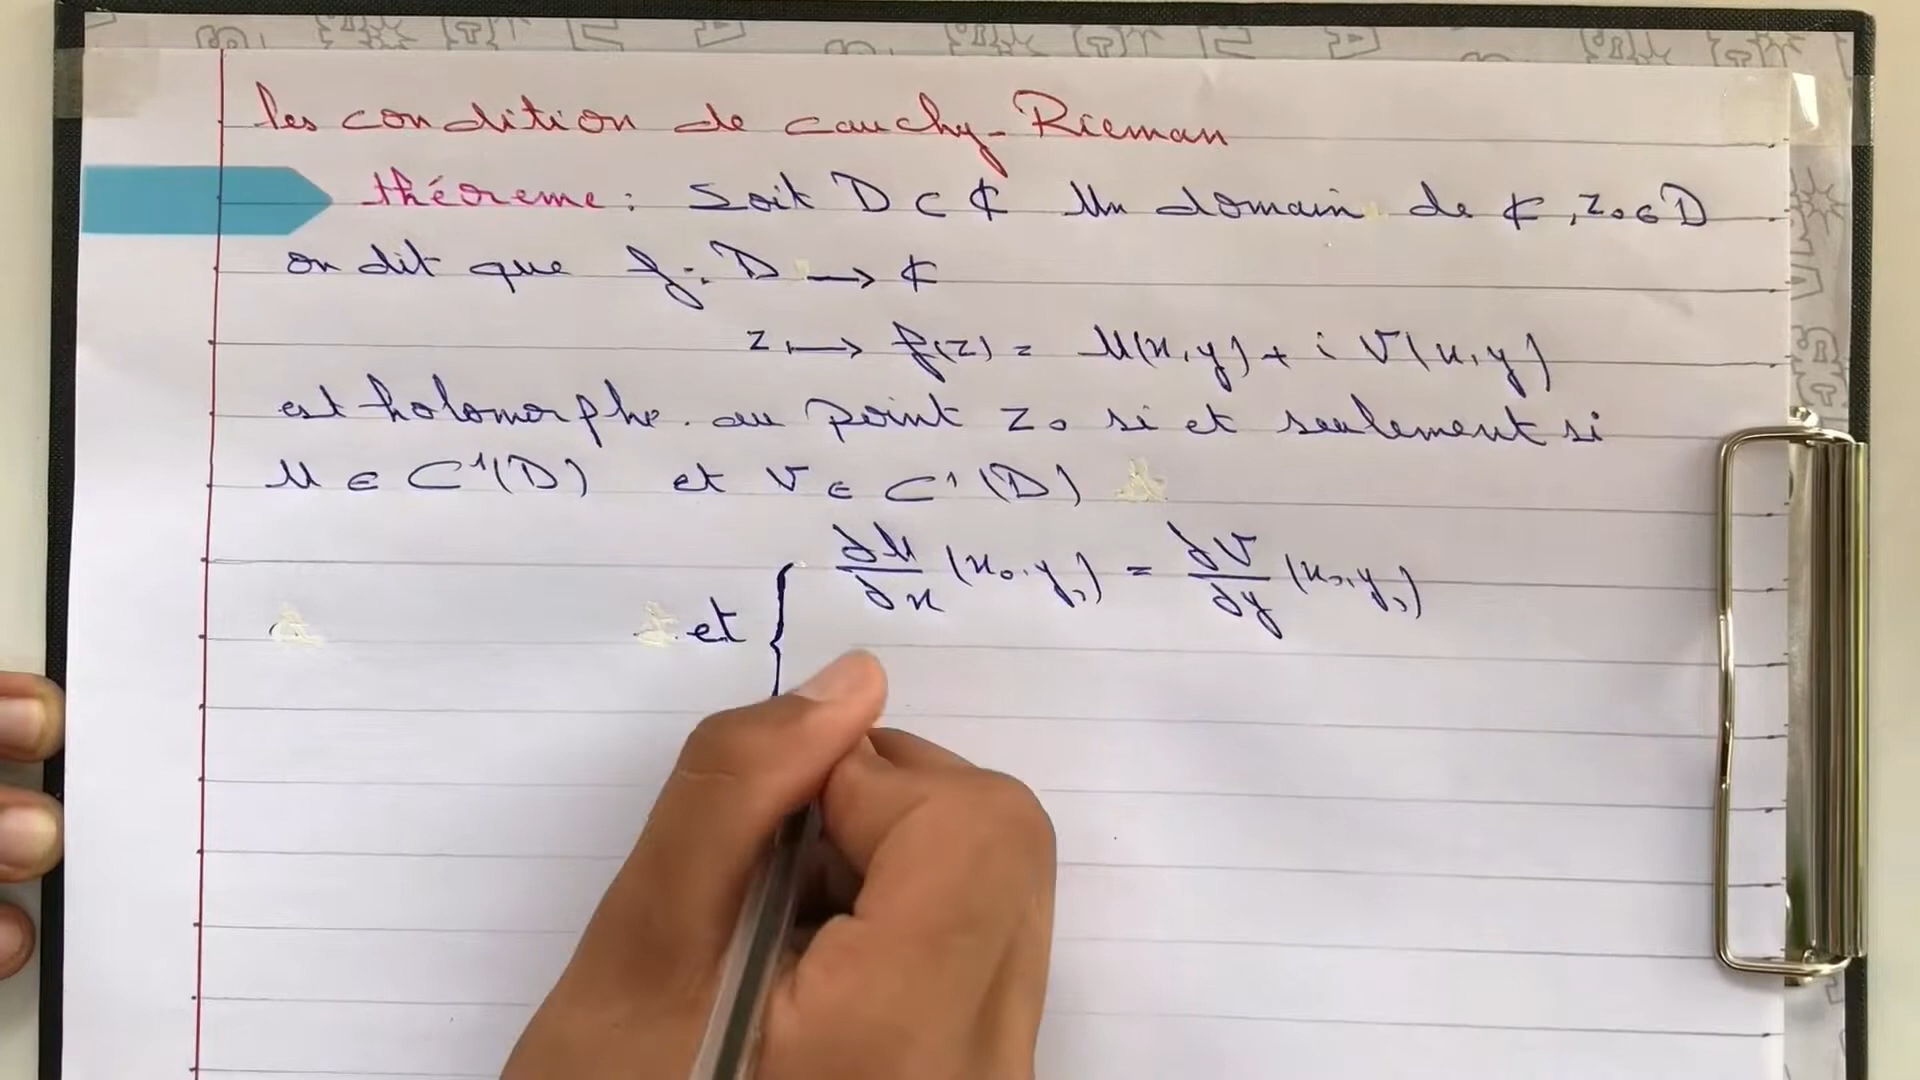 les condition de cauchy-Rieman
théoreme : Soit D ⊂ ₵ Un domain de ₵, z₀ ∈ D
on dit que f : D → ₵
z ↦ f(z) = U(x,y) + i V(x,y)
est holomorphe. au point z₀ si et seulement si
U ∈ C¹(D) et V ∈ C¹(D)
et { ∂U/∂x (x₀,y₀) = ∂V/∂y (x₀,y₀)